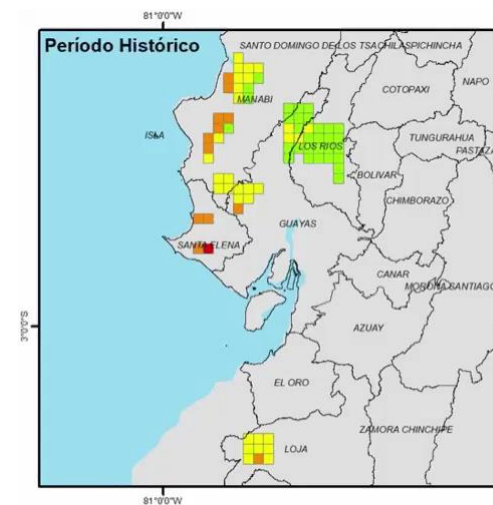 81°0'0"W
Período Histórico
SANTO DOMINGO DE LOS TSACHILAS
PICHINCHA
NAPO
COTOPAXI
MANABI
ISLA
TUNGURAHUA
LOS RIOS
PASTAZA
BOLIVAR
CHIMBORAZO
GUAYAS
SANTA ELENA
CANAR
MORONA SANTIAGO
3°0'0"S
AZUAY
EL ORO
ZAMORA CHINCHIPE
LOJA
81°0'0"W